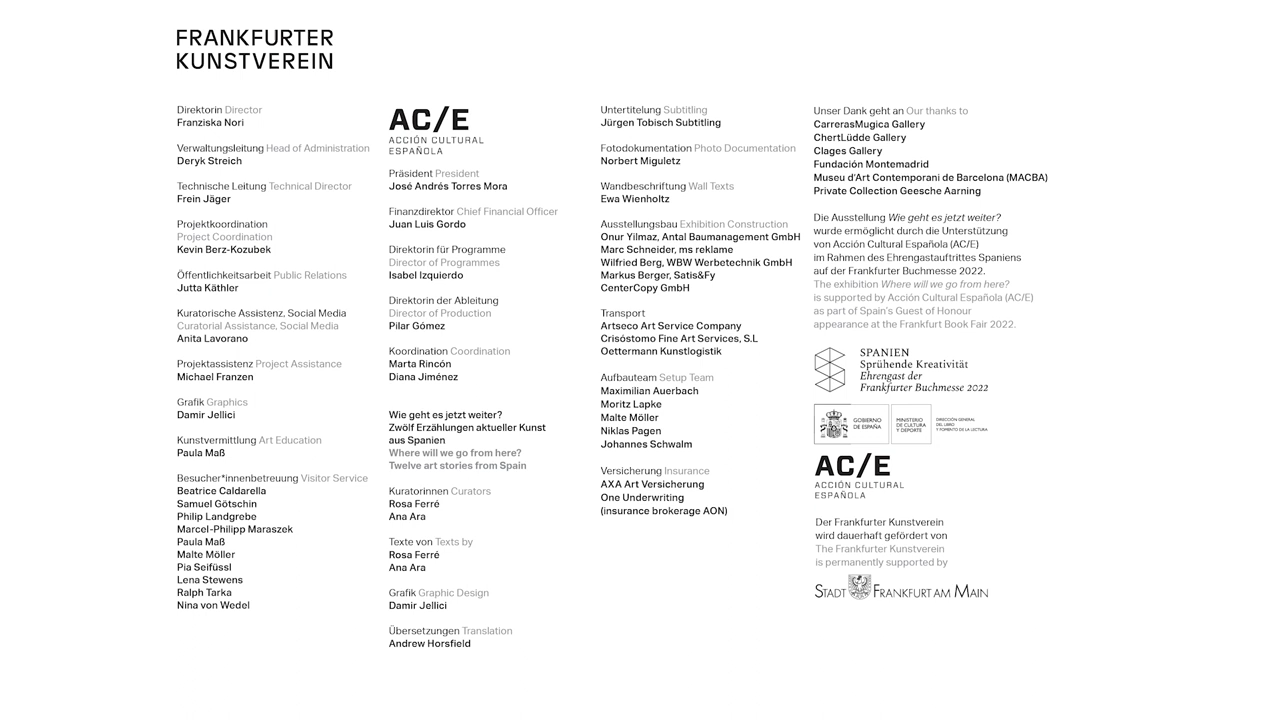 FRANKFURTER
KUNSTVEREIN
Direktorin Director
Franziska Nori
Verwaltungsleitung Head of Administration
Deryk Streich
Technische Leitung Technical Director
Frein Jäger
Projektkoordination
Project Coordination
Kevin Berz-Kozubek
Öffentlichkeitsarbeit Public Relations
Jutta Käthler
Kuratorische Assistenz, Social Media
Curatorial Assistance, Social Media
Anita Lavorano
Projektassistenz Project Assistance
Michael Franzen
Grafik Graphics
Damir Jellici
Kunstvermittlung Art Education
Paula Maß
Besucher*innenbetreuung Visitor Service
Beatrice Caldarella
Samuel Götschin
Philip Landgrebe
Marcel-Philipp Maraszek
Paula Maß
Malte Möller
Pia Seifüssl
Lena Stewens
Ralph Tarka
Nina von Wedel
AC/E
ACCIÓN CULTURAL
ESPAÑOLA
Präsident President
José Andrés Torres Mora
Finanzdirektor Chief Financial Officer
Juan Luis Gordo
Direktorin für Programme
Director of Programmes
Isabel Izquierdo
Direktorin der Ableitung
Director of Production
Pilar Gómez
Koordination Coordination
Marta Rincón
Diana Jiménez
Wie geht es jetzt weiter?
Zwölf Erzählungen aktueller Kunst
aus Spanien
Where will we go from here?
Twelve art stories from Spain
Kuratorinnen Curators
Rosa Ferré
Ana Ara
Texte von Texts by
Rosa Ferré
Ana Ara
Grafik Graphic Design
Damir Jellici
Übersetzungen Translation
Andrew Horsfield
Untertitelung Subtitling
Jürgen Tobisch Subtitling
Fotodokumentation Photo Documentation
Norbert Miguletz
Wandbeschriftung Wall Texts
Ewa Wienholtz
Ausstellungsbau Exhibition Construction
Onur Yilmaz, Antal Baumanagement GmbH
Marc Schneider, ms reklame
Wilfried Berg, WBW Werbetechnik GmbH
Markus Berger, Satis&Fy
CenterCopy GmbH
Transport
Artseco Art Service Company
Crisóstomo Fine Art Services, S.L
Oettermann Kunstlogistik
Aufbauteam Setup Team
Maximilian Auerbach
Moritz Lapke
Malte Möller
Niklas Pagen
Johannes Schwalm
Versicherung Insurance
AXA Art Versicherung
One Underwriting
(insurance brokerage AON)
Unser Dank geht an Our thanks to
CarrerasMugica Gallery
ChertLüdde Gallery
Clages Gallery
Fundación Montemadrid
Museu d'Art Contemporani de Barcelona (MACBA)
Private Collection Geesche Aarning
Die Ausstellung Wie geht es jetzt weiter?
wurde ermöglicht durch die Unterstützung
von Acción Cultural Española (AC/E)
im Rahmen des Ehrengastauftrittes Spaniens
auf der Frankfurter Buchmesse 2022.
The exhibition Where will we go from here?
is supported by Acción Cultural Española (AC/E)
as part of Spain's Guest of Honour
appearance at the Frankfurt Book Fair 2022.
SPANIEN
Sprühende Kreativität
Ehrengast der
Frankfurter Buchmesse 2022
GOBIERNO
DE ESPAÑA
MINISTERIO
DE CULTURA
Y DEPORTE
DIRECCIÓN GENERAL
DEL LIBRO
Y FOMENTO DE LA LECTURA
AC/E
ACCIÓN CULTURAL
ESPAÑOLA
Der Frankfurter Kunstverein
wird dauerhaft gefördert von
The Frankfurter Kunstverein
is permanently supported by
STADT FRANKFURT AM MAIN